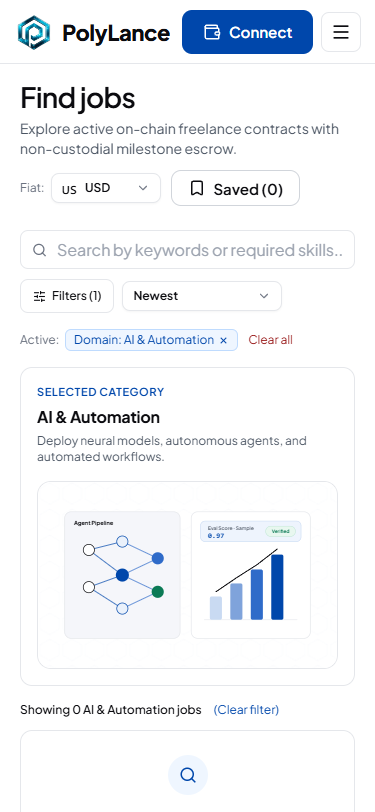 PolyLance
Connect
Find jobs
Explore active on-chain freelance contracts with
non-custodial milestone escrow.
Fiat:
US USD
Saved (0)
Search by keywords or required skills..
Filters (1)
Newest
Active:
Domain: AI & Automation ×
Clear all
SELECTED CATEGORY
AI & Automation
Deploy neural models, autonomous agents, and
automated workflows.
Agent Pipeline
Eval Score · Sample
0.97
Verified
Showing 0 AI & Automation jobs
(Clear filter)